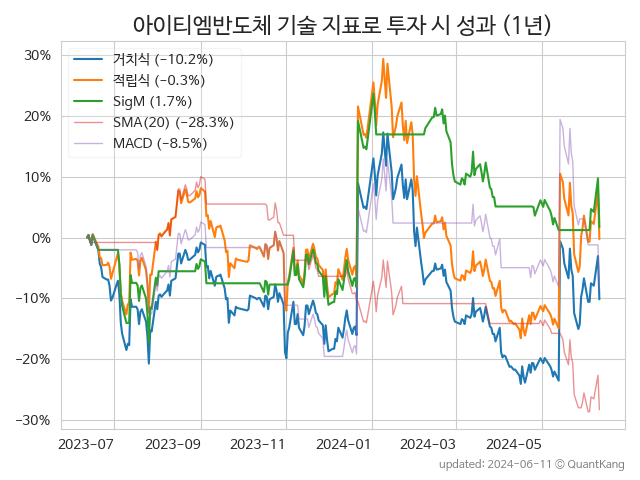 아이티엠반도체 기술 지표로 투자 시 성과 (1년)
30%
20%
10%
0%
−10%
−20%
−30%
거치식 (−10.2%)
적립식 (−0.3%)
SigM (1.7%)
SMA(20) (−28.3%)
MACD (−8.5%)
2023−07
2023−09
2023−11
2024−01
2024−03
2024−05
updated: 2024−06−11 © QuantKang